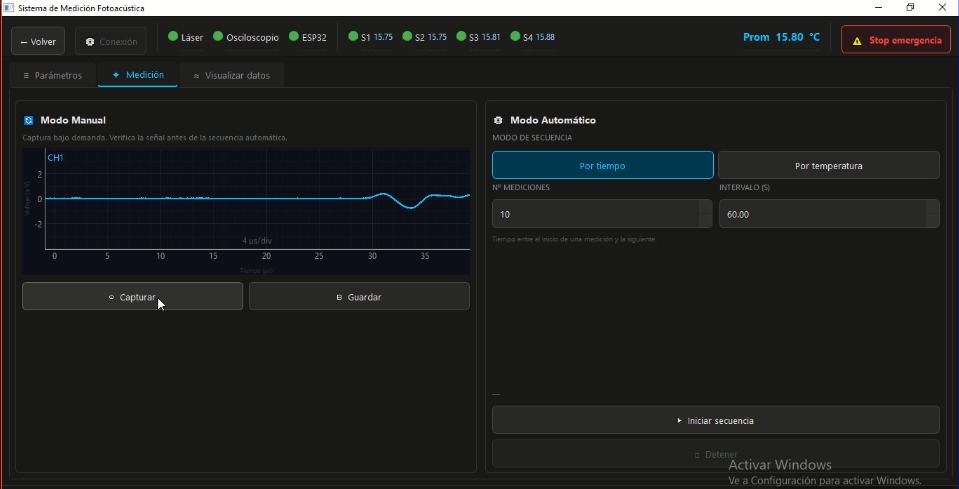 Sistema de Medición Fotoacústica
← Volver
Conexión
Láser
Osciloscopio
ESP32
S1 15.75
S2 15.75
S3 15.81
S4 15.88
Prom 15.80 °C
Stop emergencia
Parámetros
Medición
Visualizar datos
Modo Manual
Captura bajo demanda. Verifica la señal antes de la secuencia automática.
CH1
2
0
-2
4 µs/div
0 5 10 15 20 25 30 35
Tiempo (µs)
Capturar
Guardar
Modo Automático
MODO DE SECUENCIA
Por tiempo
Por temperatura
Nº MEDICIONES
INTERVALO (S)
10
60.00
Tiempo entre el inicio de una medición y la siguiente
—
Iniciar secuencia
Detener
Activar Windows
Ve a Configuración para activar Windows.